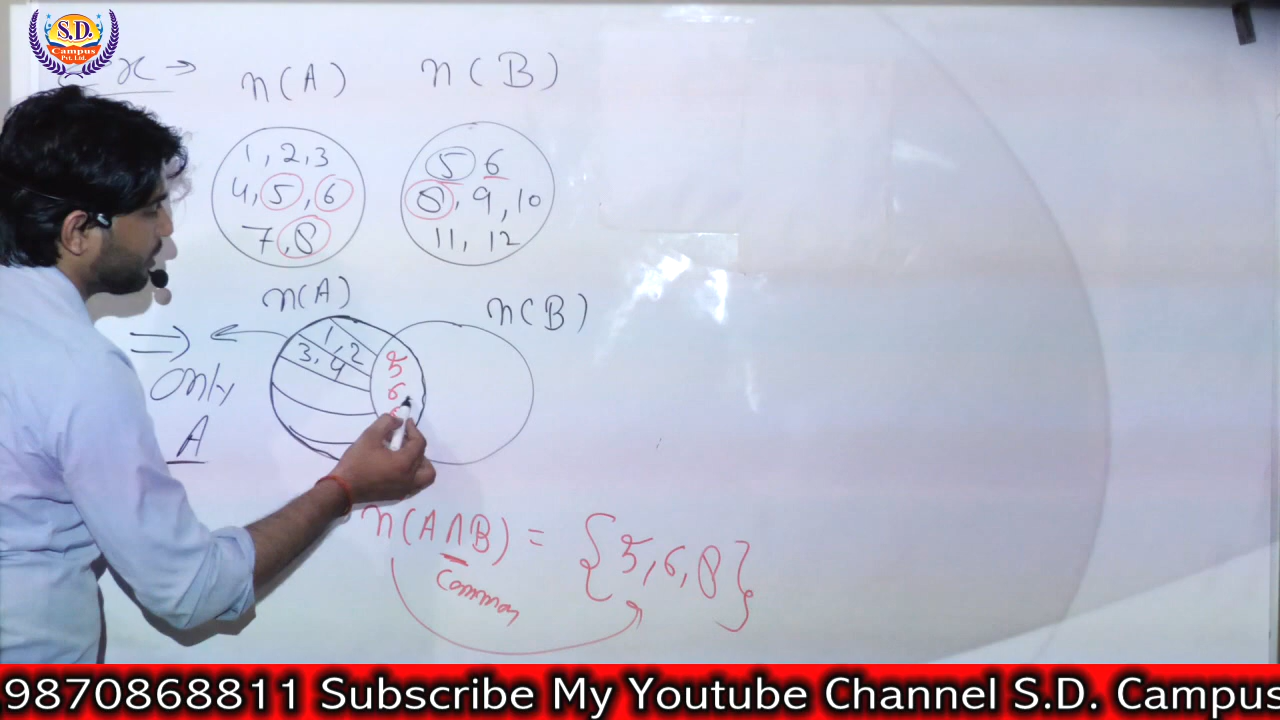 S.D.
Campus
Pvt. Ltd.
x →
n(A)
n(B)
1, 2, 3
4, 5, 6
7, 8
5 6
8, 9, 10
11, 12
n(A)
n(B)
⇒
only
A
1, 2
3, 4
5
6
n(A∩B) = {5, 6, 8}
Common
9870868811 Subscribe My Youtube Channel S.D. Campus